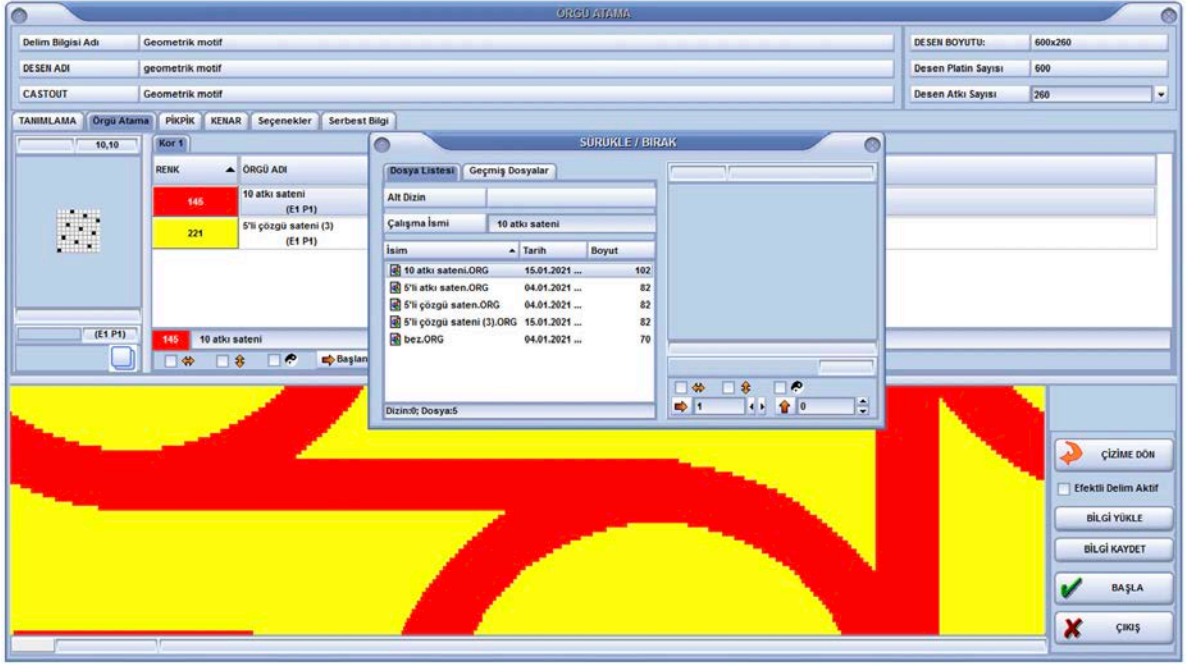 ÖRGÜ ATAMA
Delim Bilgisi Adı Geometrik motif DESEN BOYUTU: 600x260
DESEN ADI geometrik motif Desen Platin Sayısı 600
CASTOUT Geometrik motif Desen Atkı Sayısı 260
TANIMLAMA Örgü Atama PİKPİK KENAR Seçenekler Serbest Bilgi
10,10 Kor 1
RENK ÖRGÜ ADI
145 10 atkı sateni
(E1 P1)
221 5'li çözgü sateni (3)
(E1 P1)
(E1 P1)
145 10 atkı sateni
Başlan
SÜRÜKLE / BIRAK
Dosya Listesi Geçmiş Dosyalar
Alt Dizin
Çalışma İsmi 10 atkı sateni
İsim Tarih Boyut
10 atkı sateni.ORG 15.01.2021 ... 102
5'li atkı saten.ORG 04.01.2021 ... 82
5'li çözgü saten.ORG 04.01.2021 ... 82
5'li çözgü sateni (3).ORG 15.01.2021 ... 82
bez.ORG 04.01.2021 ... 70
Dizin:0; Dosya:5
1 0
ÇİZİME DÖN
Efektli Delim Aktif
BİLGİ YÜKLE
BİLGİ KAYDET
BAŞLA
ÇIKIŞ